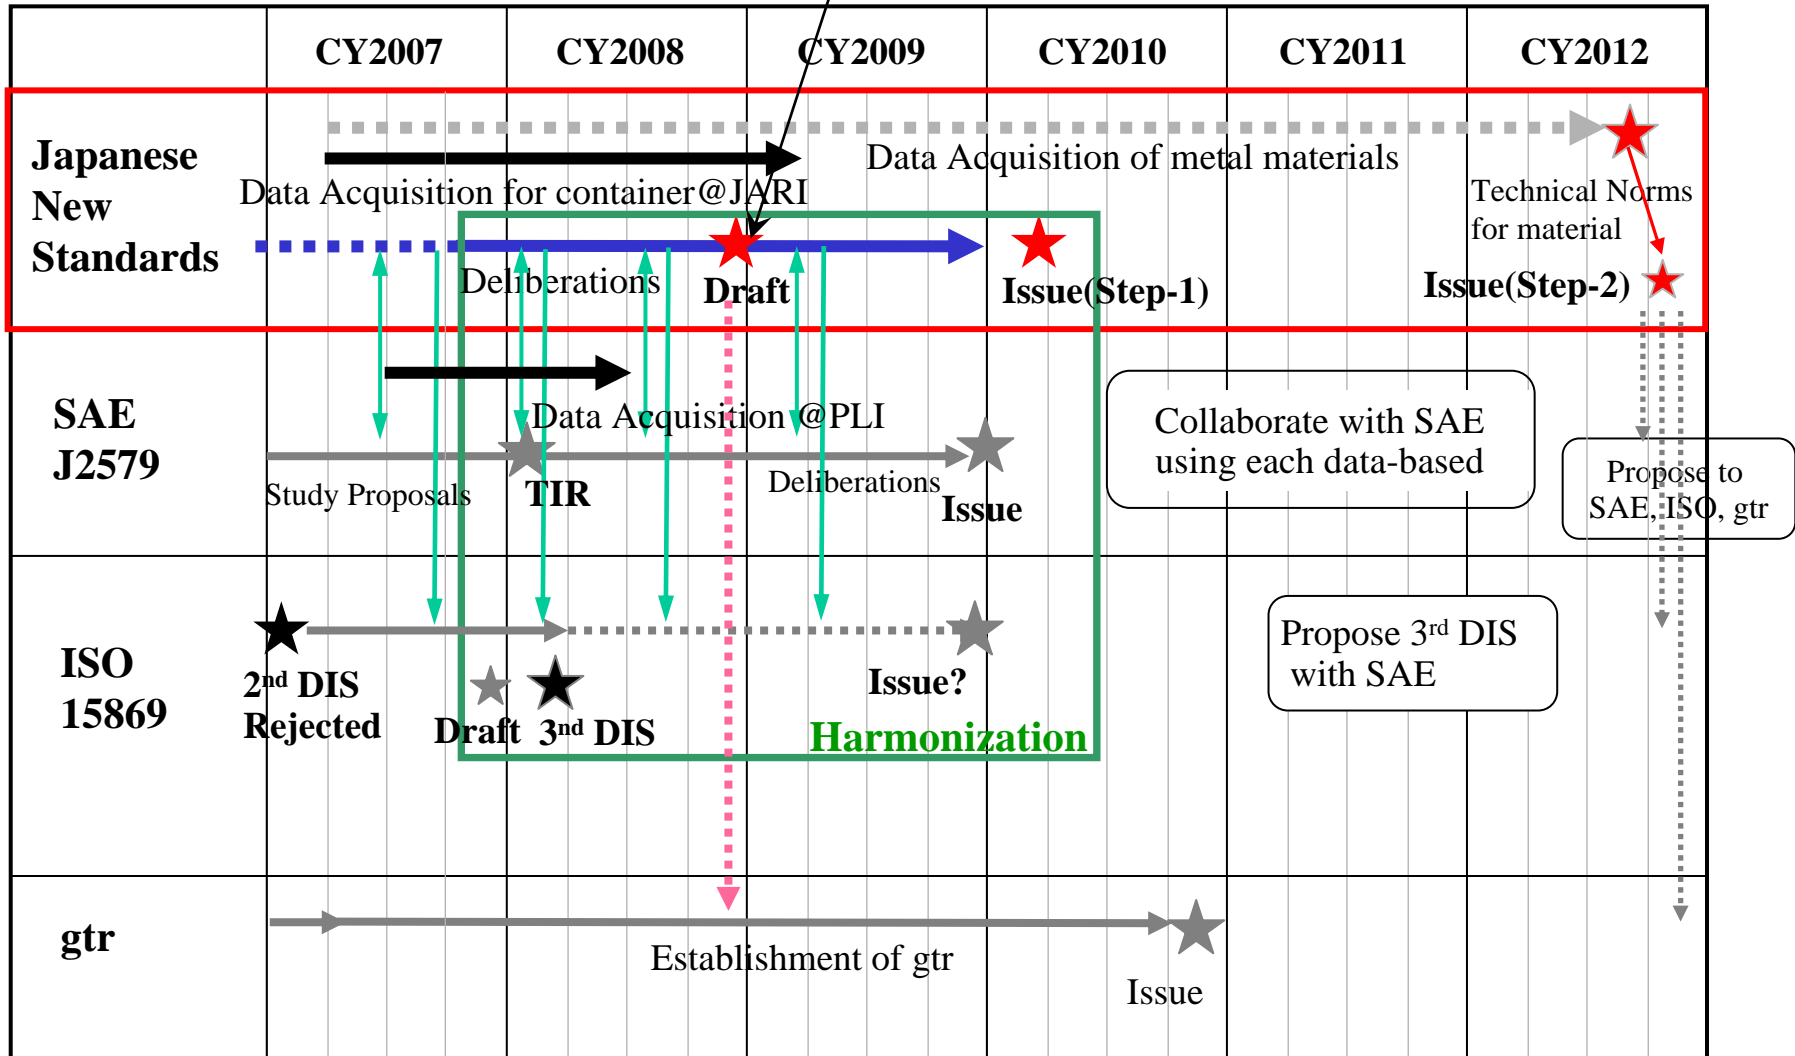 CY2007 CY2008 CY2009 CY2010 CY2011 CY2012
Japanese
New
Standards
Data Acquisition of metal materials
Data Acquisition for container@JARI
Technical Norms
for material
Deliberations
Draft
Issue(Step-1)
Issue(Step-2)
SAE
J2579
Data Acquisition @PLI
Study Proposals
TIR
Deliberations
Issue
Collaborate with SAE
using each data-based
Propose to
SAE, ISO, gtr
ISO
15869
2nd DIS
Rejected
Draft
3nd DIS
Issue?
Harmonization
Propose 3rd DIS
with SAE
gtr
Establishment of gtr
Issue